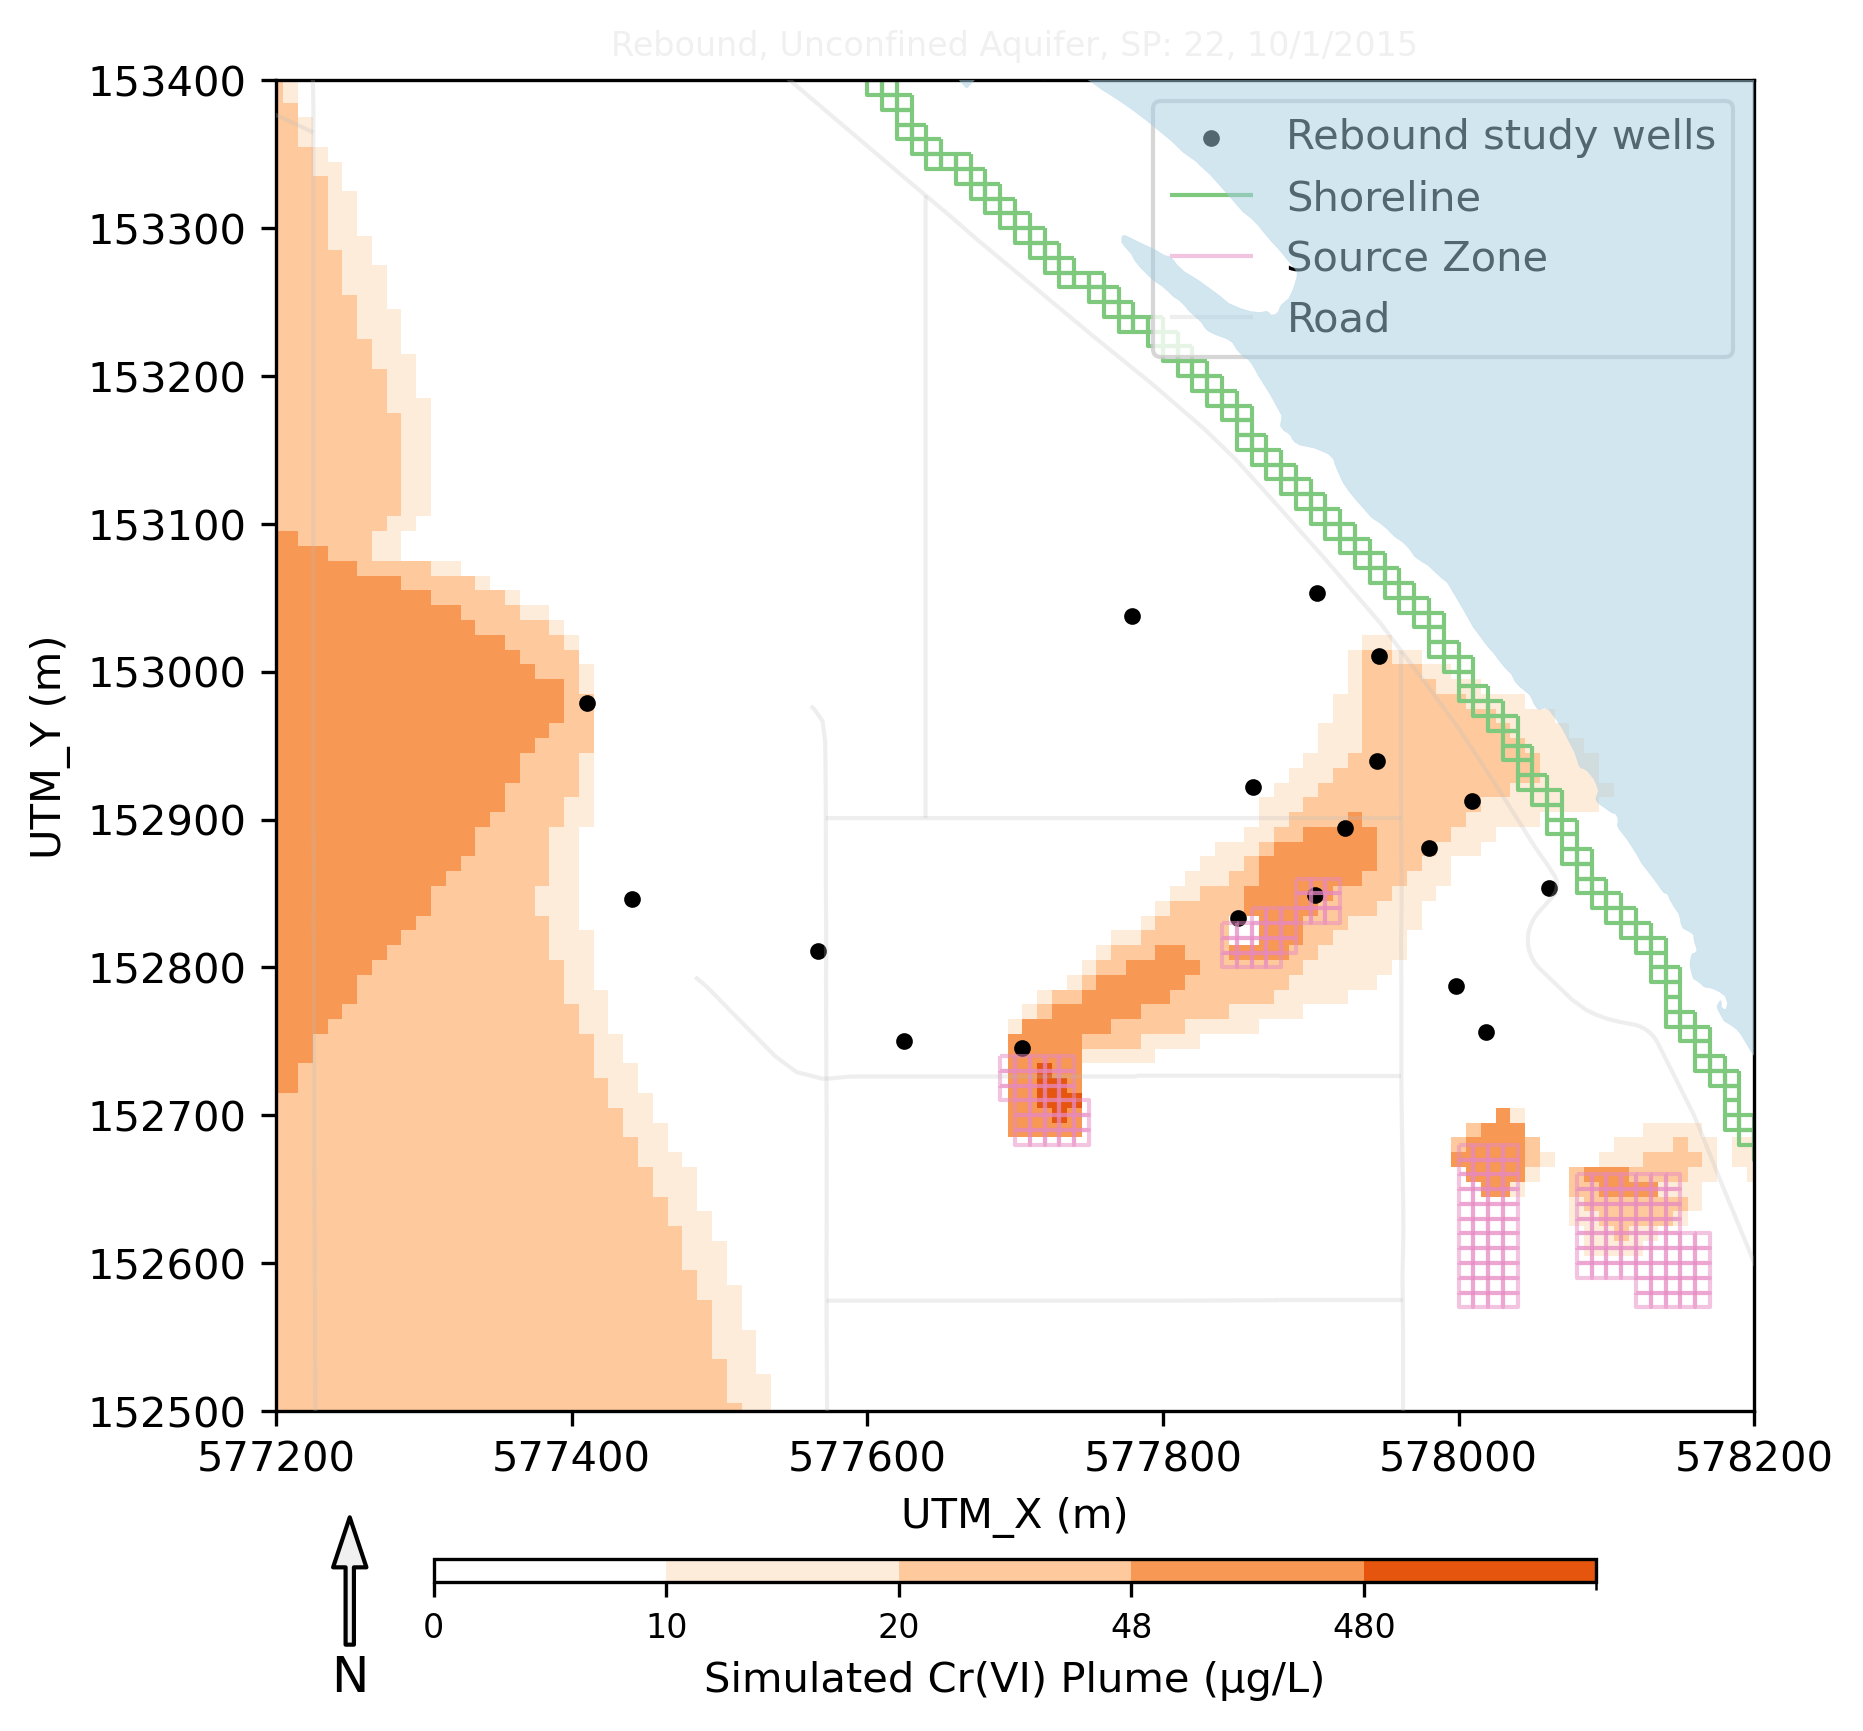 Rebound, Unconfined Aquifer, SP: 22, 10/1/2015
153400
153300
153200
153100
153000
152900
152800
152700
152600
152500
UTM_Y (m)
Rebound study wells
Shoreline
Source Zone
Road
577200 577400 577600 577800 578000 578200
UTM_X (m)
0 10 20 48 480
N
Simulated Cr(VI) Plume (µg/L)